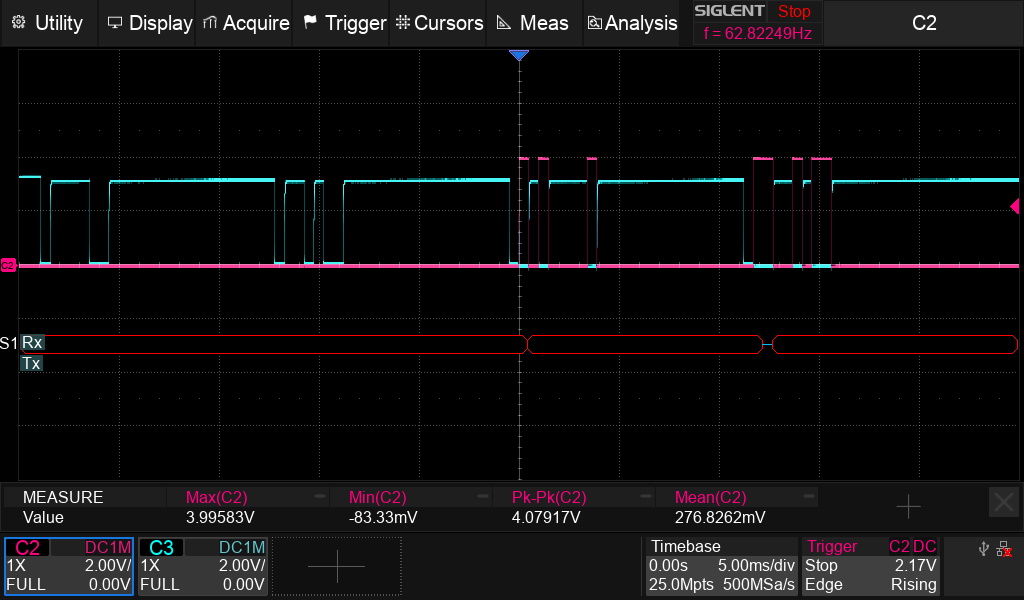 Utility Display Acquire Trigger Cursors Meas Analysis SIGLENT Stop C2
f = 62.82249Hz
C2
S1 Rx
Tx
MEASURE Max(C2) Min(C2) Pk-Pk(C2) Mean(C2)
Value 3.99583V -83.33mV 4.07917V 276.8262mV
C2 DC1M C3 DC1M Timebase Trigger C2 DC
1X 2.00V/ 1X 2.00V/ 0.00s 5.00ms/div Stop 2.17V
FULL 0.00V FULL 0.00V 25.0Mpts 500MSa/s Edge Rising